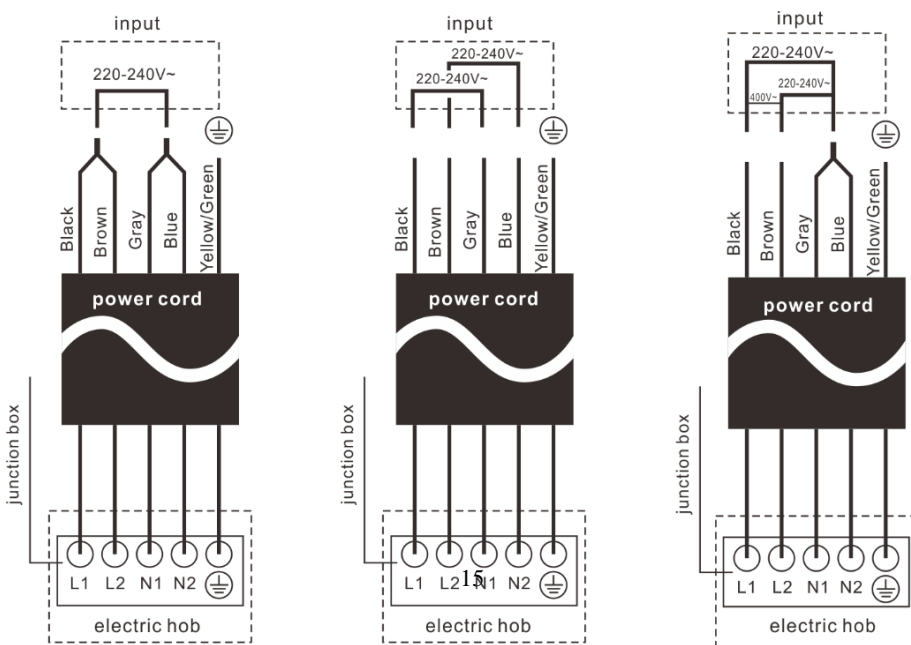 input
220-240V~
Black
Brown
Gray
Blue
Yellow/Green
power cord
junction box
L1 L2 N1 N2
electric hob
input
220-240V~
220-240V~
Black
Brown
Gray
Blue
Yellow/Green
power cord
junction box
L1 L2 N1 N2
15
electric hob
input
220-240V~
220-240V~
400V~
Black
Brown
Gray
Blue
Yellow/Green
power cord
junction box
L1 L2 N1 N2
electric hob